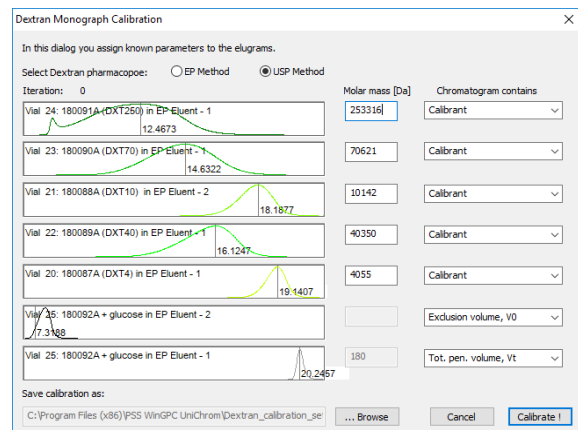 Dextran Monograph Calibration
In this dialog you assign known parameters to the elugrams.
Select Dextran pharmacopoe: EP Method USP Method
Iteration: 0 Molar mass [Da] Chromatogram contains
Vial 24: 180091A (DXT250) in EP Eluent - 1 253316 Calibrant
12.4673
Vial 23: 180090A (DXT70) in EP Eluent - 1 70621 Calibrant
14.6322
Vial 21: 180088A (DXT10) in EP Eluent - 2 10142 Calibrant
18.1877
Vial 22: 180089A (DXT40) in EP Eluent - 1 40350 Calibrant
16.1247
Vial 20: 180087A (DXT4) in EP Eluent - 1 4055 Calibrant
19.1407
Vial 25: 180092A + glucose in EP Eluent - 2 Exclusion volume, V0
7.3188
Vial 25: 180092A + glucose in EP Eluent - 1 180 Tot. pen. volume, Vt
20.2457
Save calibration as:
C:\Program Files (x86)\PSS WinGPC UniChrom\Dextran_calibration_se ... Browse Cancel Calibrate !